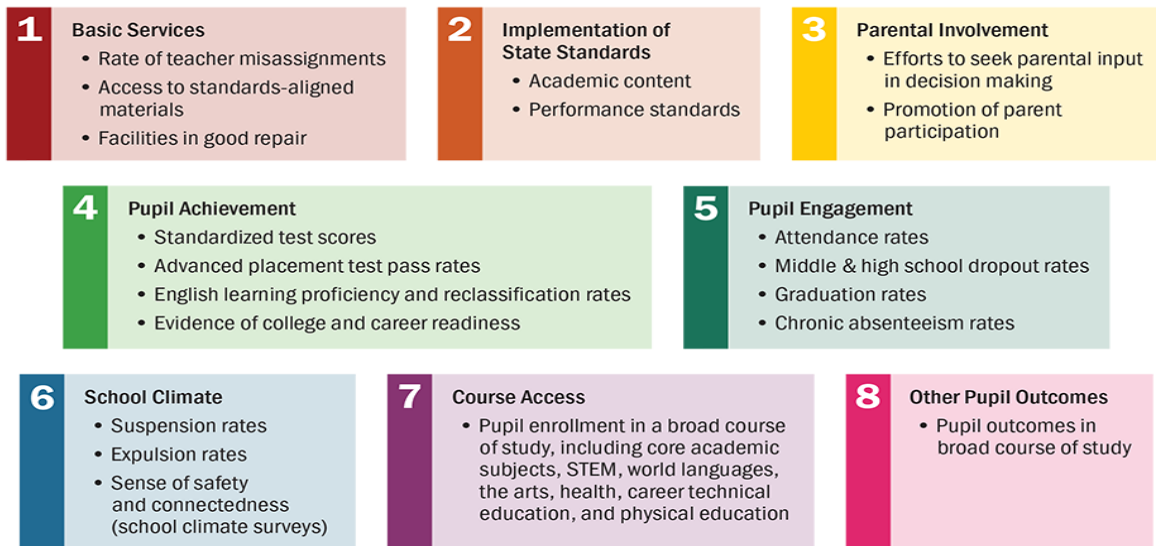 1
Basic Services
• Rate of teacher misassignments
• Access to standards-aligned
materials
• Facilities in good repair
2
Implementation of
State Standards
• Academic content
• Performance standards
3
Parental Involvement
• Efforts to seek parental input
in decision making
• Promotion of parent
participation
4
Pupil Achievement
• Standardized test scores
• Advanced placement test pass rates
• English learning proficiency and reclassification rates
• Evidence of college and career readiness
5
Pupil Engagement
• Attendance rates
• Middle & high school dropout rates
• Graduation rates
• Chronic absenteeism rates
6
School Climate
• Suspension rates
• Expulsion rates
• Sense of safety
and connectedness
(school climate surveys)
7
Course Access
• Pupil enrollment in a broad course
of study, including core academic
subjects, STEM, world languages,
the arts, health, career technical
education, and physical education
8
Other Pupil Outcomes
• Pupil outcomes in
broad course of study